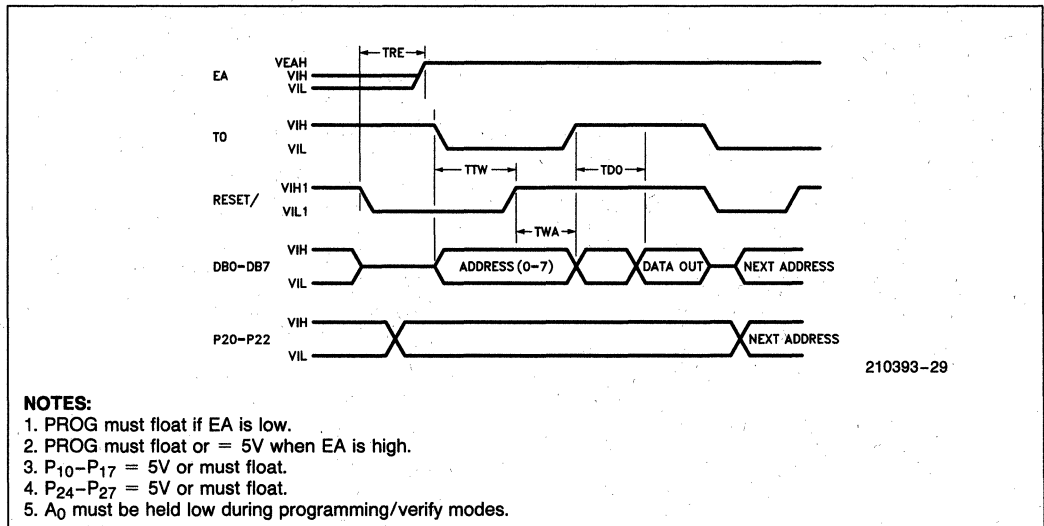 TRE
VEAH
EA VIH
VIL
VIH
T0
VIL
TTW
TDO
VIH1
RESET/
VIL1
TWA
VIH
DB0-DB7 ADDRESS (0-7) DATA OUT NEXT ADDRESS
VIL
VIH
P20-P22 NEXT ADDRESS
VIL
210393-29
NOTES:
1. PROG must float if EA is low.
2. PROG must float or = 5V when EA is high.
3. P10-P17 = 5V or must float.
4. P24-P27 = 5V or must float.
5. A0 must be held low during programming/verify modes.